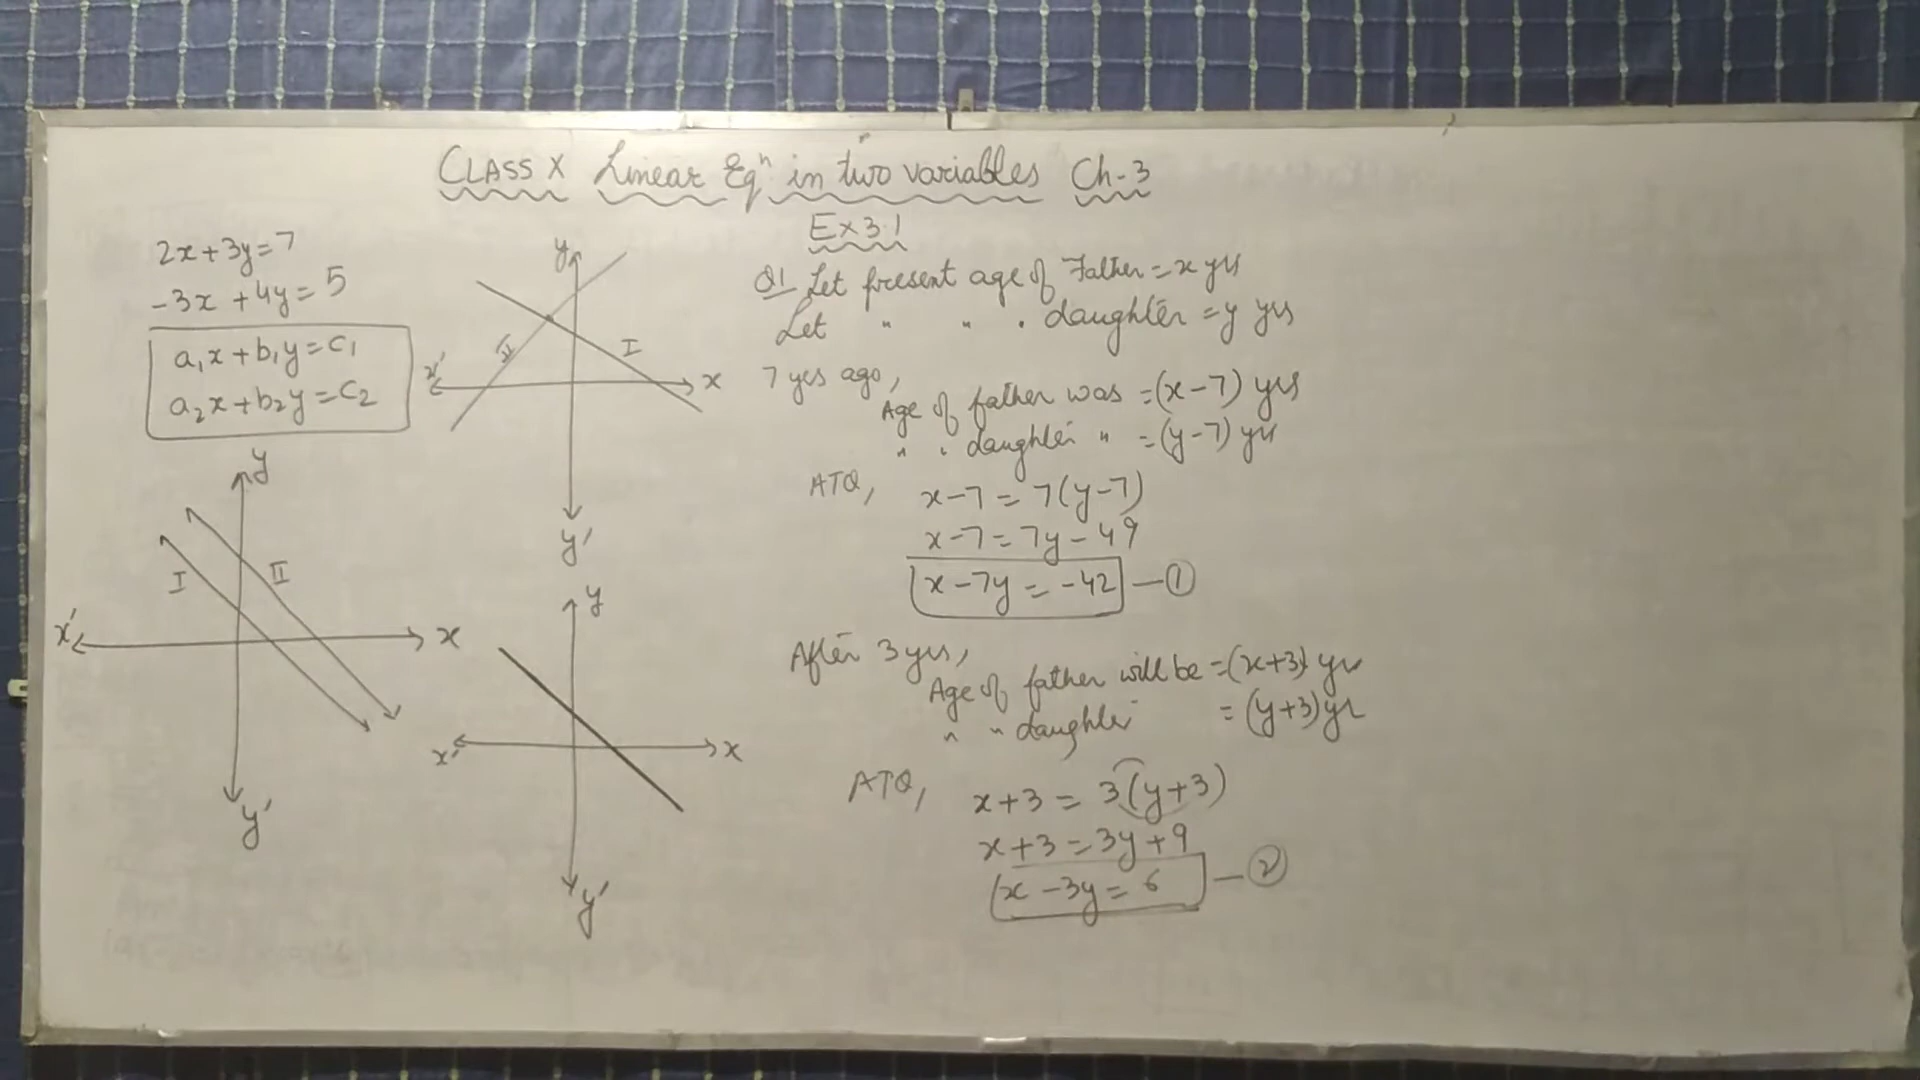 CLASS X Linear Eqⁿ in two variables Ch-3
Ex 3.1
2x+3y=7
-3x+4y=5
a₁x+b₁y=c₁
a₂x+b₂y=c₂
y
x'
x
II
I
y'
y
I
II
x'
x
y'
y
x'
x
y'
Q1 Let present age of Father = x yrs
Let " " " daughter = y yrs
7 yes ago,
Age of father was = (x-7) yrs
" " daughter " = (y-7) yrs
ATQ, x-7 = 7(y-7)
x-7 = 7y-49
x-7y = -42 —①
After 3 yrs,
Age of father will be = (x+3) yrs
" " daughter = (y+3) yr
ATQ, x+3 = 3(y+3)
x+3 = 3y+9
x-3y = 6 —②